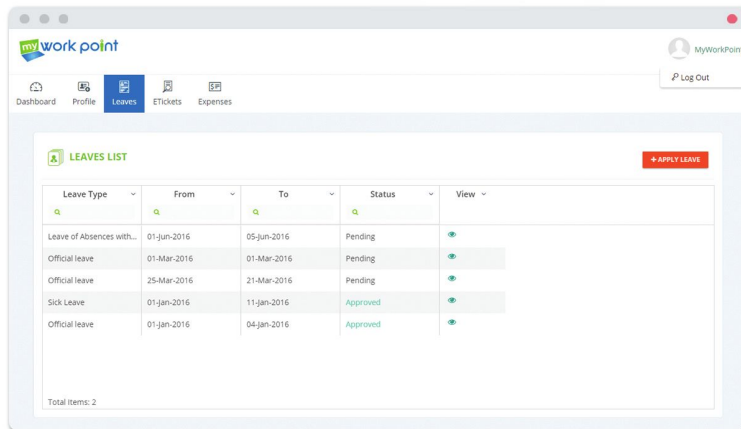 my work point
MyWorkPoin
Log Out
Dashboard Profile Leaves ETickets Expenses
LEAVES LIST
+ APPLY LEAVE
Leave Type From To Status View
Leave of Absences with... 01-Jun-2016 05-Jun-2016 Pending
Official leave 01-Mar-2016 01-Mar-2016 Pending
Official leave 25-Mar-2016 21-Mar-2016 Pending
Sick Leave 01-Jan-2016 11-Jan-2016 Approved
Official leave 01-Jan-2016 04-Jan-2016 Approved
Total Items: 2